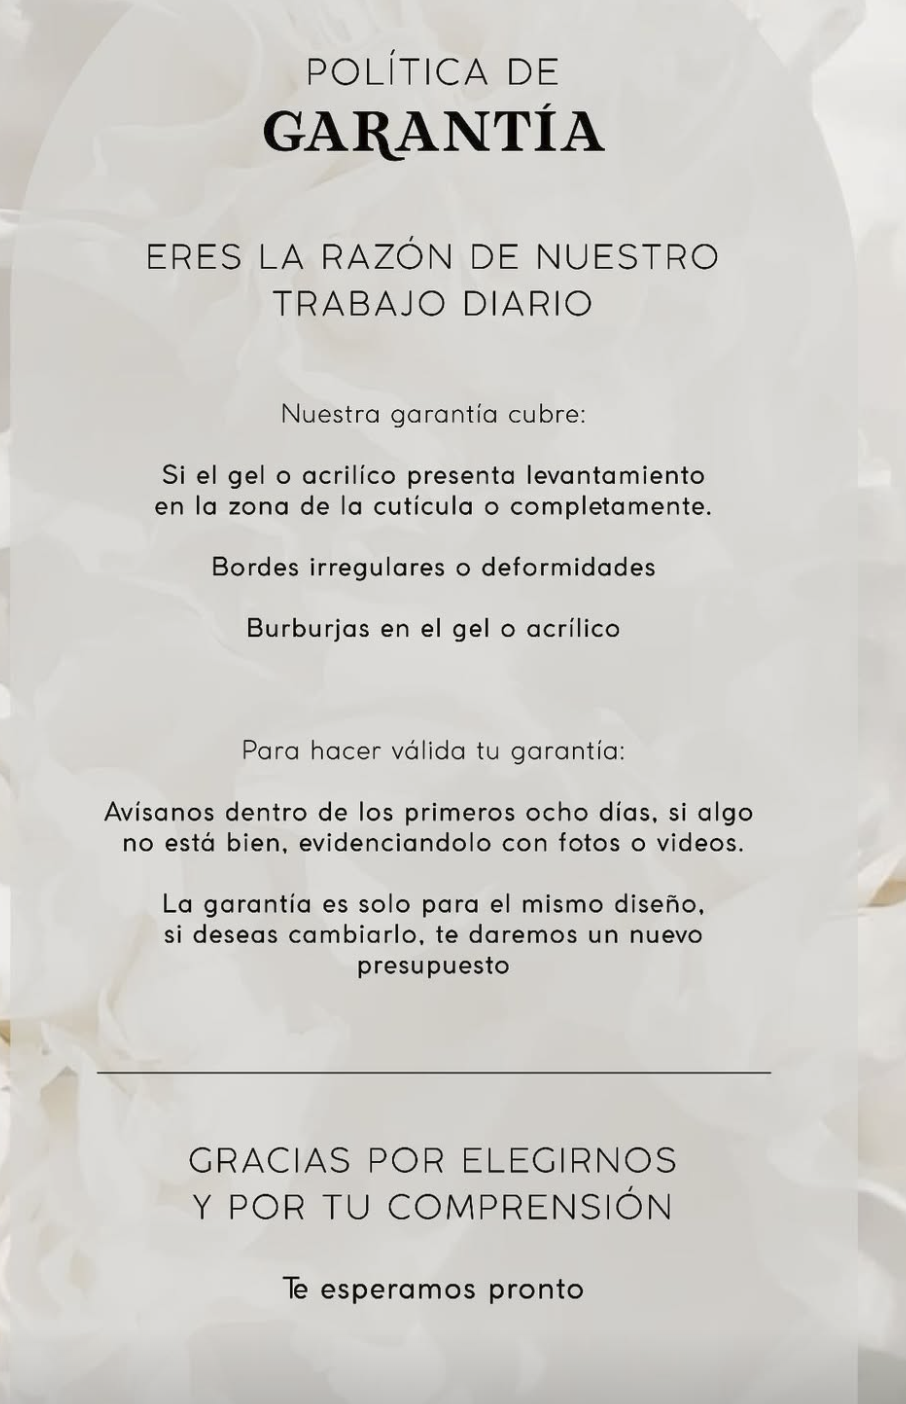 POLÍTICA DE
GARANTÍA
ERES LA RAZÓN DE NUESTRO
TRABAJO DIARIO
Nuestra garantía cubre:
Si el gel o acrilíco presenta levantamiento
en la zona de la cutícula o completamente.
Bordes irregulares o deformidades
Burburjas en el gel o acrílico
Para hacer válida tu garantía:
Avísanos dentro de los primeros ocho días, si algo
no está bien, evidenciandolo con fotos o videos.
La garantía es solo para el mismo diseño,
si deseas cambiarlo, te daremos un nuevo
presupuesto
GRACIAS POR ELEGIRNOS
Y POR TU COMPRENSIÓN
Te esperamos pronto